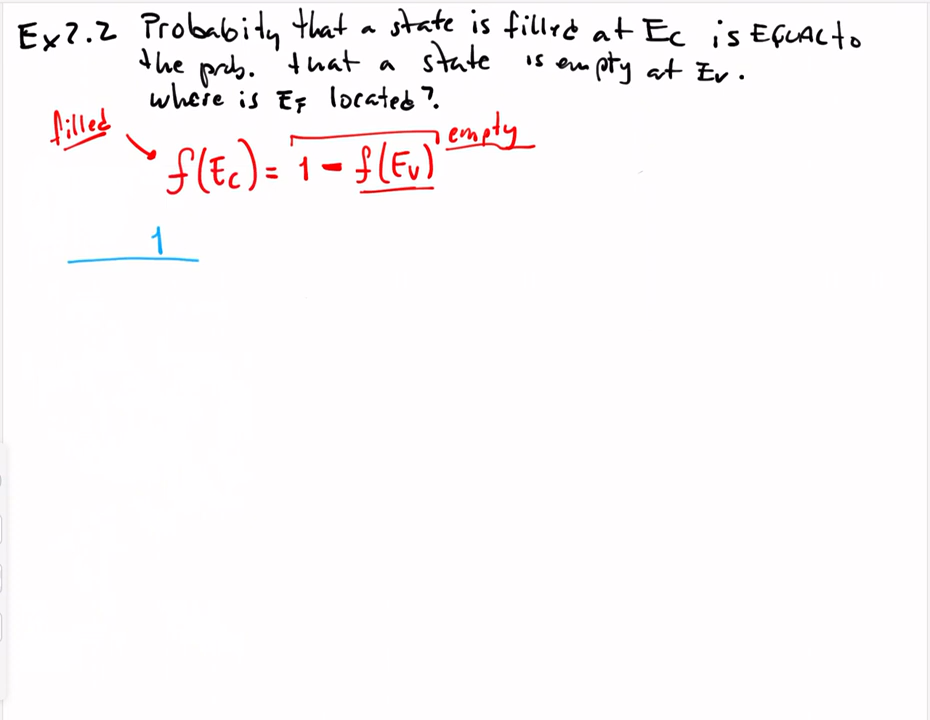 Ex2.2 Probabity that a state is filled at Ec is EQUAL to
the prob. that a state is empty at Ev.
where is EF located?.
filled
empty
f(Ec) = 1 - f(Ev)
1